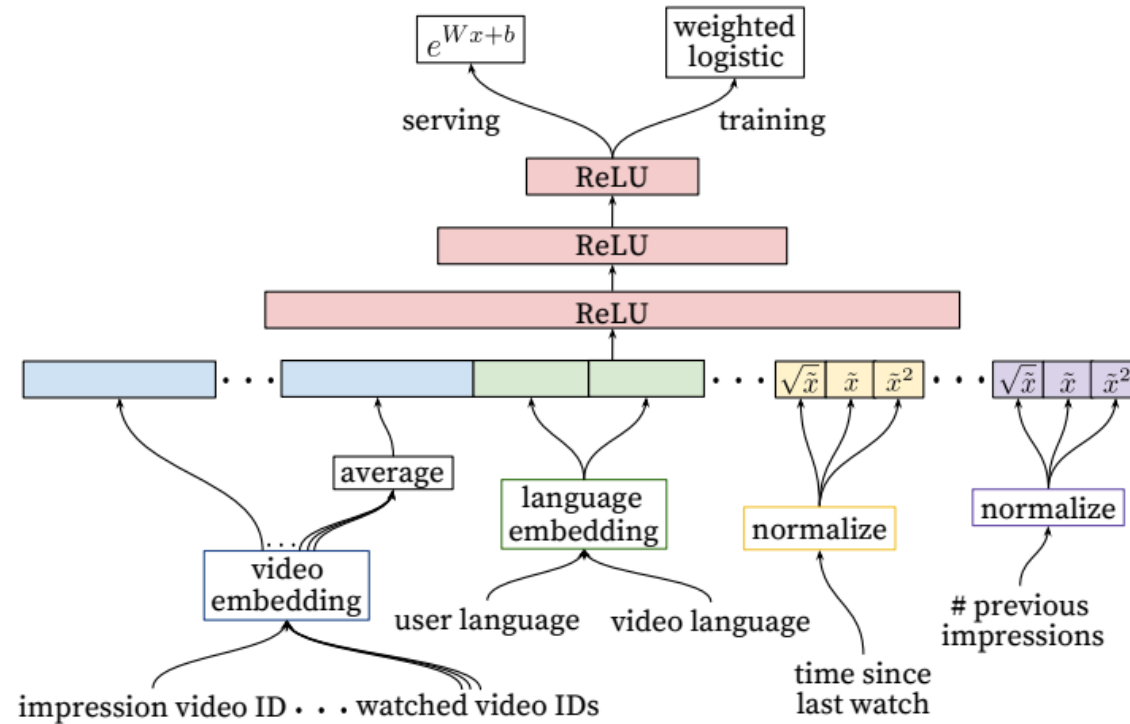 e^{Wx+b}
weighted
logistic
serving
training
ReLU
ReLU
ReLU
· · ·
· · ·
√x̃ x̃ x̃²
· · ·
√x̃ x̃ x̃²
average
language
embedding
normalize
normalize
· · ·
video
embedding
user language
video language
# previous
impressions
time since
last watch
impression video ID · · · watched video IDs